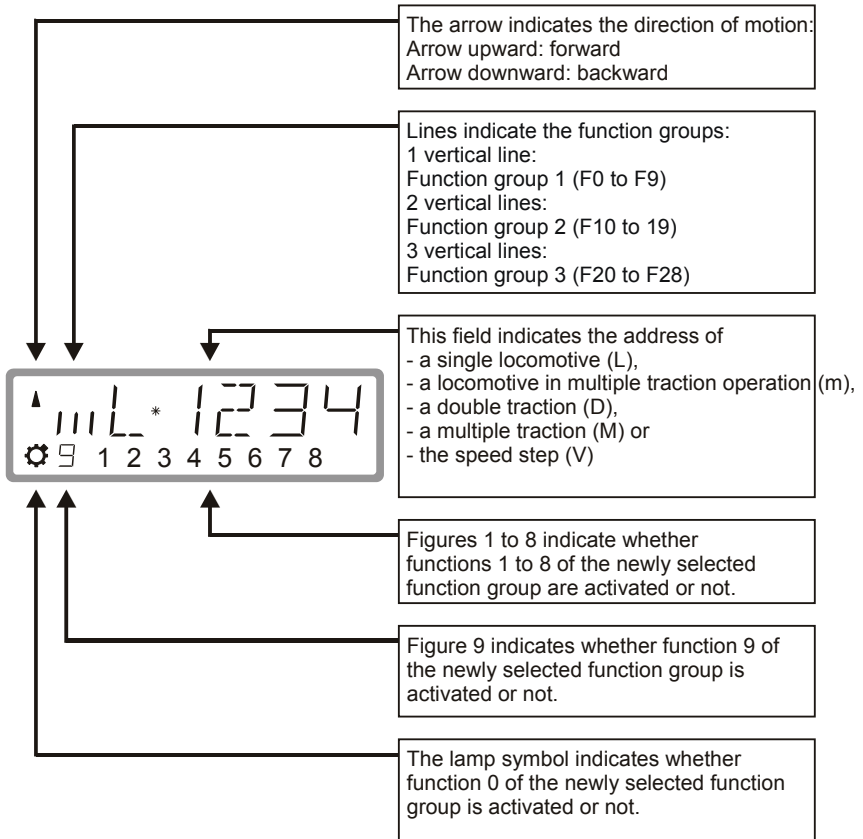 The arrow indicates the direction of motion:
Arrow upward: forward
Arrow downward: backward
Lines indicate the function groups:
1 vertical line:
Function group 1 (F0 to F9)
2 vertical lines:
Function group 2 (F10 to 19)
3 vertical lines:
Function group 3 (F20 to F28)
This field indicates the address of
- a single locomotive (L),
- a locomotive in multiple traction operation (m),
- a double traction (D),
- a multiple traction (M) or
- the speed step (V)
L* 1234
9 1 2 3 4 5 6 7 8
Figures 1 to 8 indicate whether
functions 1 to 8 of the newly selected
function group are activated or not.
Figure 9 indicates whether function 9 of
the newly selected function group is
activated or not.
The lamp symbol indicates whether
function 0 of the newly selected function
group is activated or not.